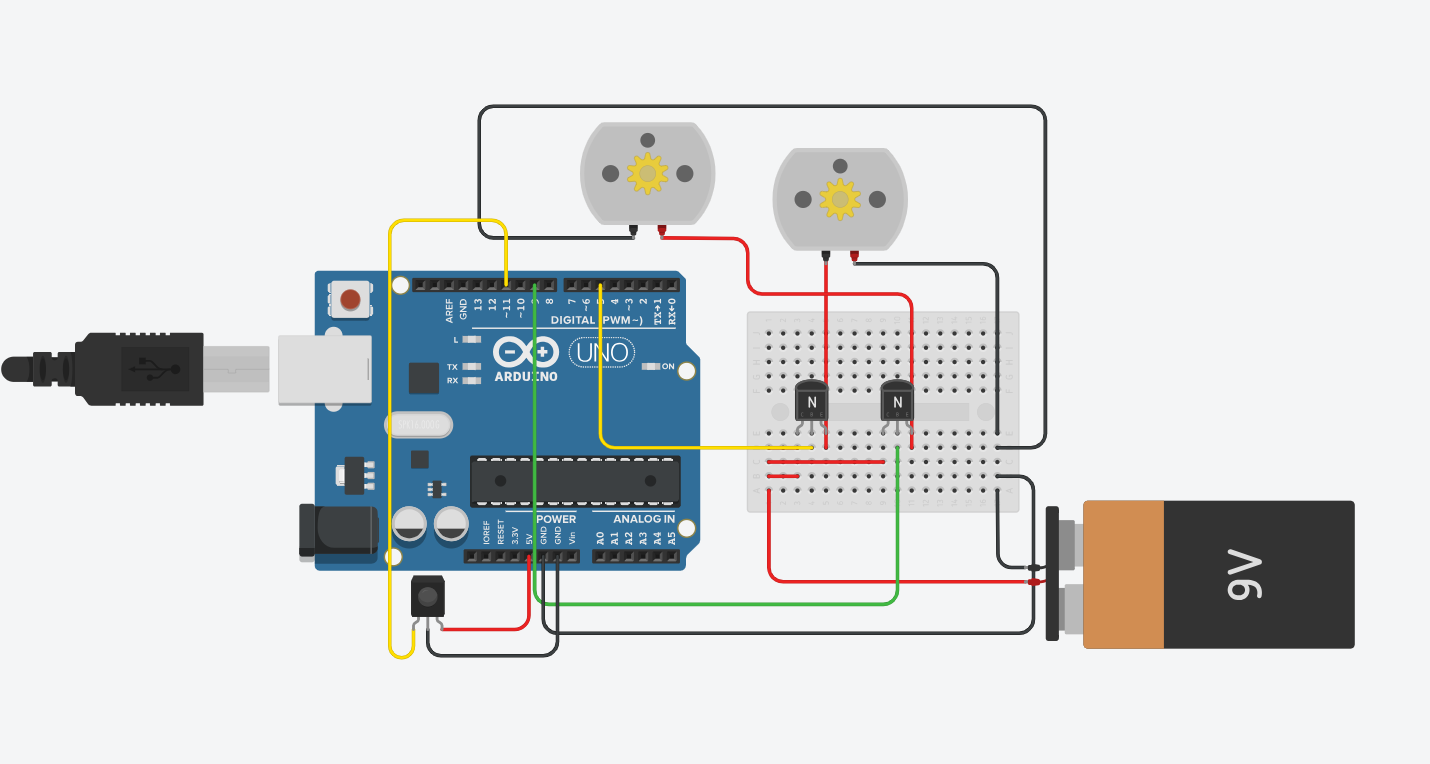 AREF
GND
13
12
~11
~10
9
8
7
~6
5
4
~3
2
TX→1
RX←0
DIGITAL (PWM~)
L
TX
RX
ARDUINO
UNO
ON
N
N
IOREF
RESET
3.3V
5V
GND
GND
Vin
POWER
ANALOG IN
A0
A1
A2
A3
A4
A5
9V